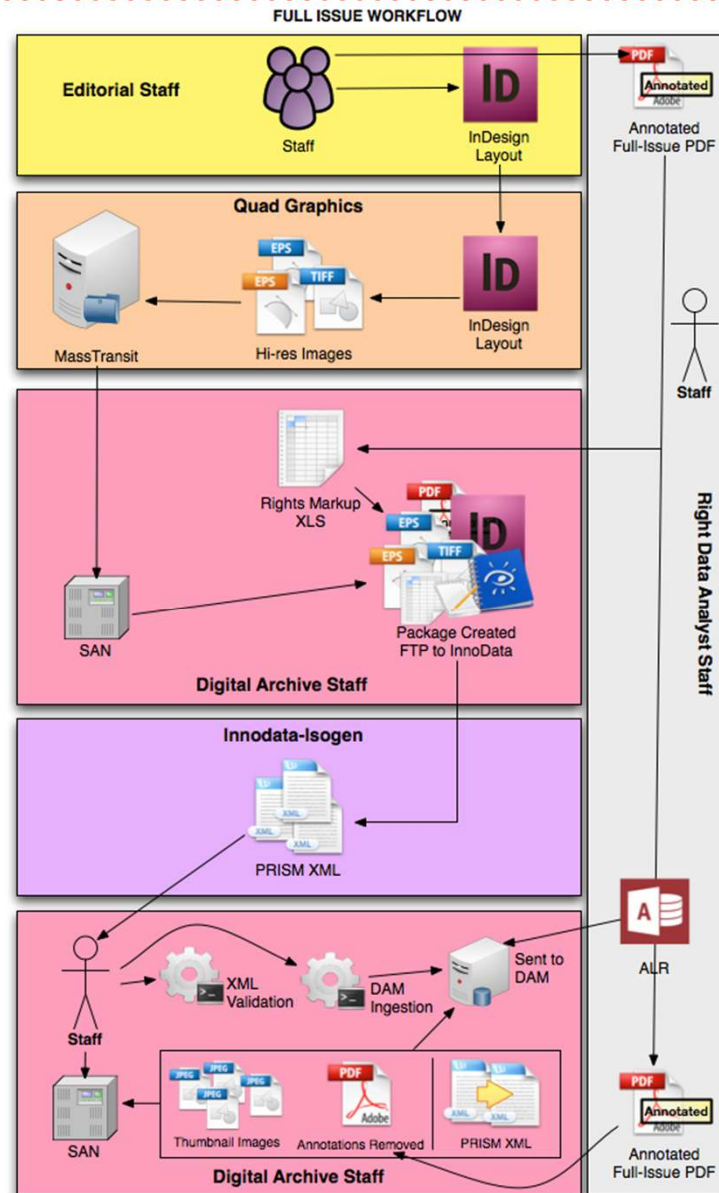 FULL ISSUE WORKFLOW
Editorial Staff
Staff
ID
InDesign
Layout
PDF
Annotated
Adobe
Annotated
Full-Issue PDF
Quad Graphics
MassTransit
EPS
EPS
TIFF
Hi-res Images
ID
InDesign
Layout
Staff
Right Data Analyst Staff
Rights Markup
XLS
PDF
EPS
EPS
TIFF
ID
Package Created
FTP to InnoData
SAN
Digital Archive Staff
Innodata-Isogen
XML
XML
XML
PRISM XML
Staff
XML
Validation
DAM
Ingestion
Sent to
DAM
A
ALR
SAN
JPEG
JPEG
JPEG
JPEG
Thumbnail Images
PDF
Adobe
Annotations Removed
XML
XML
PRISM XML
Digital Archive Staff
PDF
Annotated
Adobe
Annotated
Full-Issue PDF